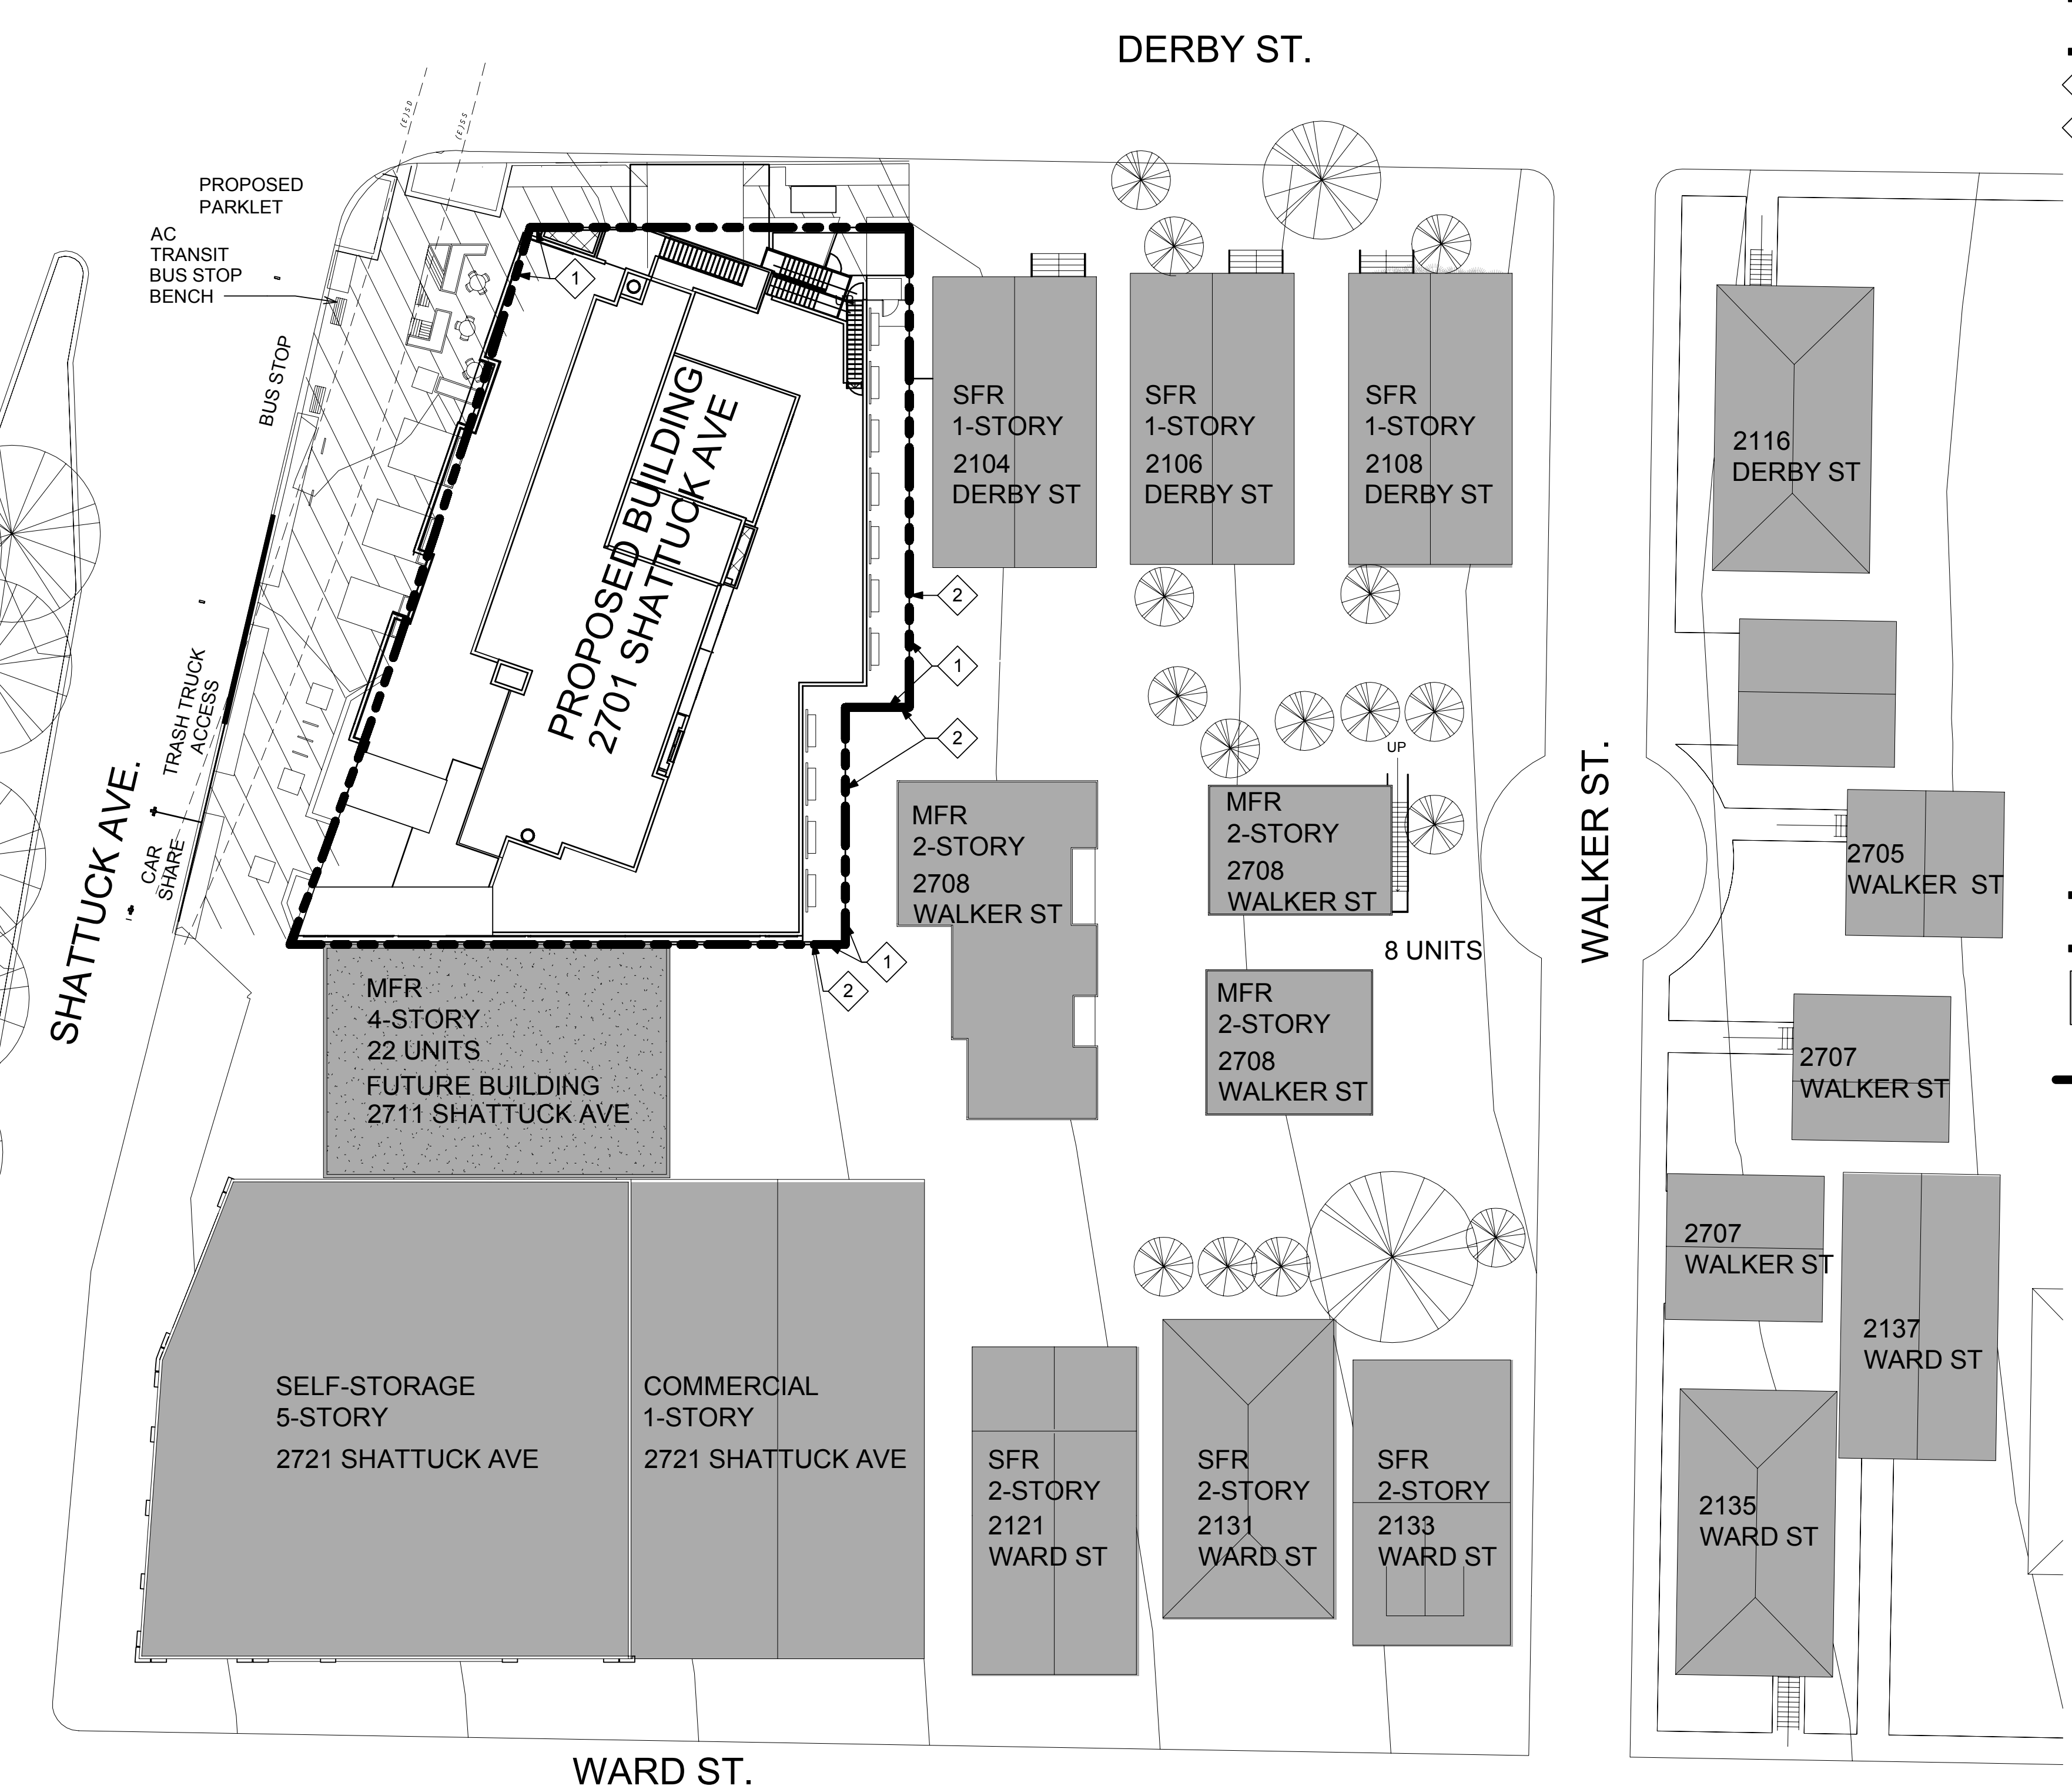 DERBY ST.
(E)SD
(E)SS
PROPOSED
PARKLET
AC
TRANSIT
BUS STOP
BENCH
BUS STOP
1
PROPOSED BUILDING
2701 SHATTUCK AVE
SFR
1-STORY
2104
DERBY ST
SFR
1-STORY
2106
DERBY ST
SFR
1-STORY
2108
DERBY ST
2116
DERBY ST
2
1
2
TRASH TRUCK
ACCESS
CAR
SHARE
SHATTUCK AVE.
UP
WALKER ST.
MFR
2-STORY
2708
WALKER ST
MFR
2-STORY
2708
WALKER ST
2705
WALKER ST
8 UNITS
1
2
MFR
4-STORY
22 UNITS
FUTURE BUILDING
2711 SHATTUCK AVE
MFR
2-STORY
2708
WALKER ST
2707
WALKER ST
2707
WALKER ST
2137
WARD ST
SELF-STORAGE
5-STORY
2721 SHATTUCK AVE
COMMERCIAL
1-STORY
2721 SHATTUCK AVE
SFR
2-STORY
2121
WARD ST
SFR
2-STORY
2131
WARD ST
SFR
2-STORY
2133
WARD ST
2135
WARD ST
WARD ST.